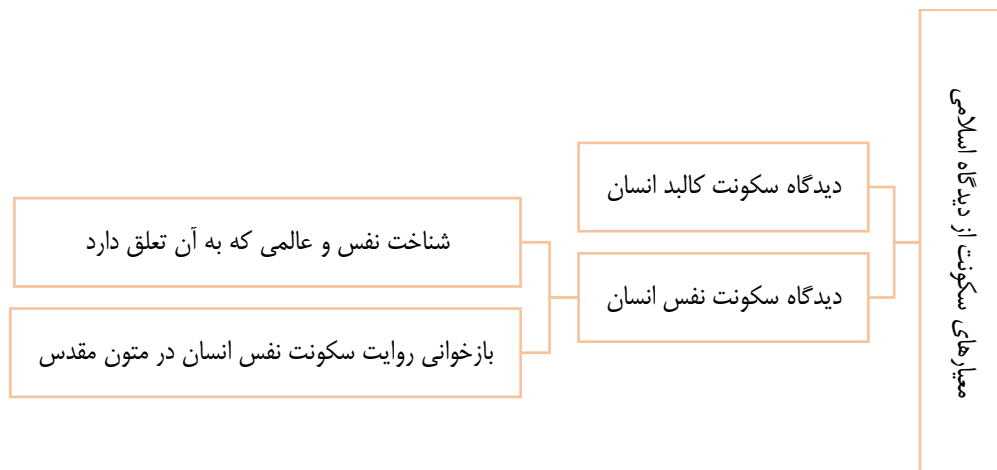 معیارهای سکونت از دیدگاه اسلامی
دیدگاه سکونت کالبد انسان
دیدگاه سکونت نفس انسان
شناخت نفس و عالمی که به آن تعلق دارد
بازخوانی روایت سکونت نفس انسان در متون مقدس